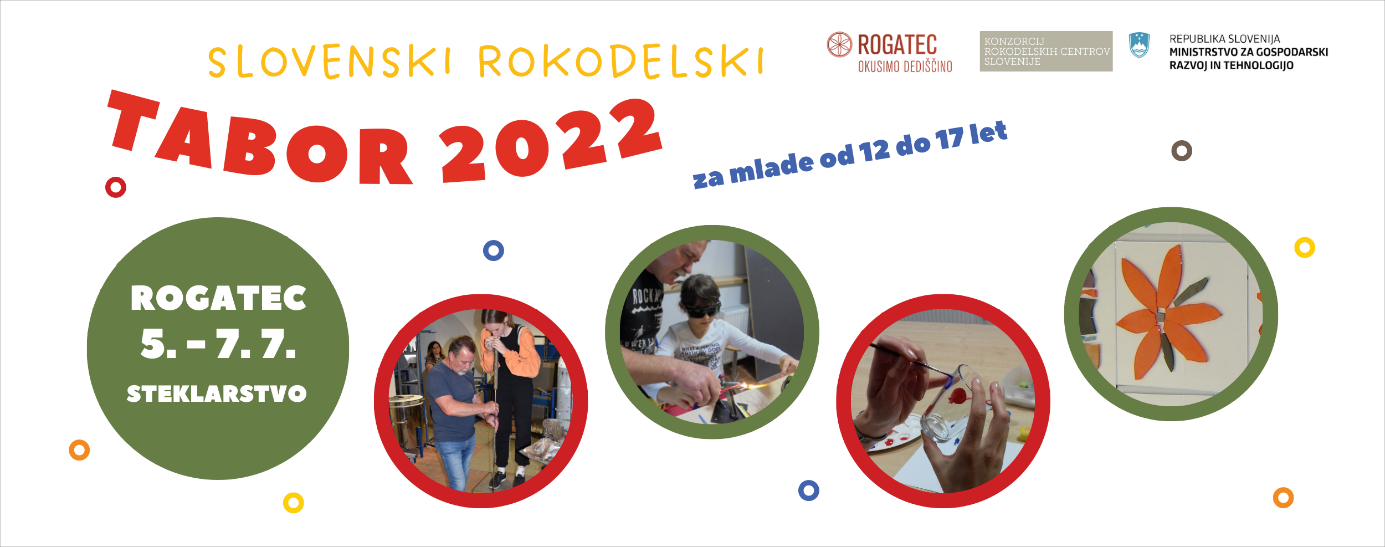 SLOVENSKI ROKODELSKI
TABOR 2022
za mlade od 12 do 17 let
ROGATEC
OKUSIMO DEDIŠČINO
KONZORCIJ
ROKODELSKIH CENTROV
SLOVENIJE
REPUBLIKA SLOVENIJA
MINISTRSTVO ZA GOSPODARSKI
RAZVOJ IN TEHNOLOGIJO
ROGATEC
5. – 7. 7.
STEKLARSTVO